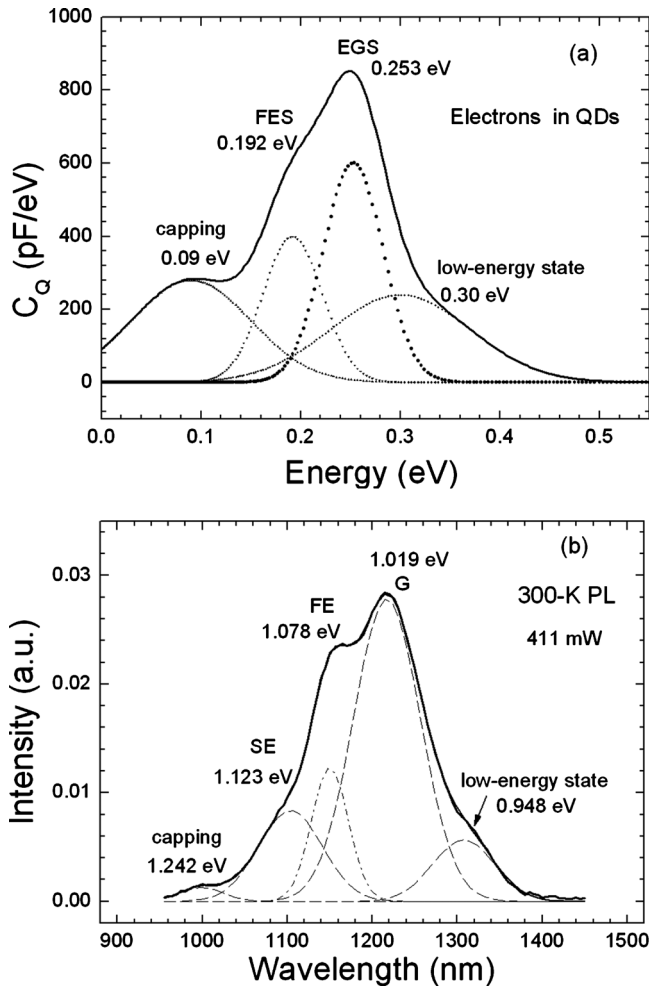 1000
800
600
400
200
0
C_Q (pF/eV)
(a)
EGS
0.253 eV
Electrons in QDs
FES
0.192 eV
capping
0.09 eV
low-energy state
0.30 eV
0.0 0.1 0.2 0.3 0.4 0.5
Energy (eV)
0.03
0.02
0.01
0.00
Intensity (a.u.)
(b)
1.019 eV
G
300-K PL
411 mW
FE
1.078 eV
SE
1.123 eV
low-energy state
0.948 eV
capping
1.242 eV
900 1000 1100 1200 1300 1400 1500
Wavelength (nm)